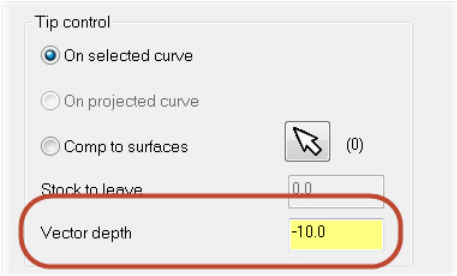 Tip control
On selected curve
On projected curve
Comp to surfaces (0)
Stock to leave 0.0
Vector depth -10.0